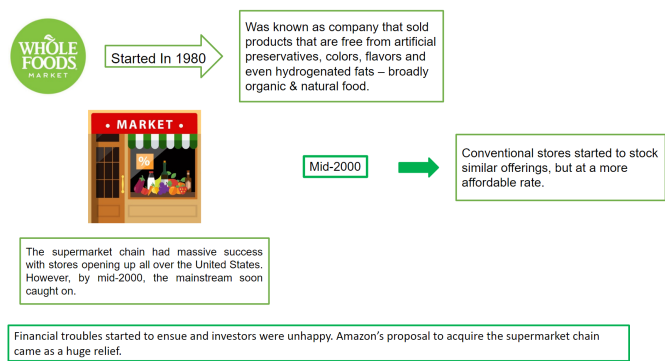 WHOLE
FOODS
MARKET
Started In 1980
Was known as company that sold
products that are free from artificial
preservatives, colors, flavors and
even hydrogenated fats – broadly
organic & natural food.
• MARKET •
%
Mid-2000
Conventional stores started to stock
similar offerings, but at a more
affordable rate.
The supermarket chain had massive success
with stores opening up all over the United States.
However, by mid-2000, the mainstream soon
caught on.
Financial troubles started to ensue and investors were unhappy. Amazon’s proposal to acquire the supermarket chain
came as a huge relief.